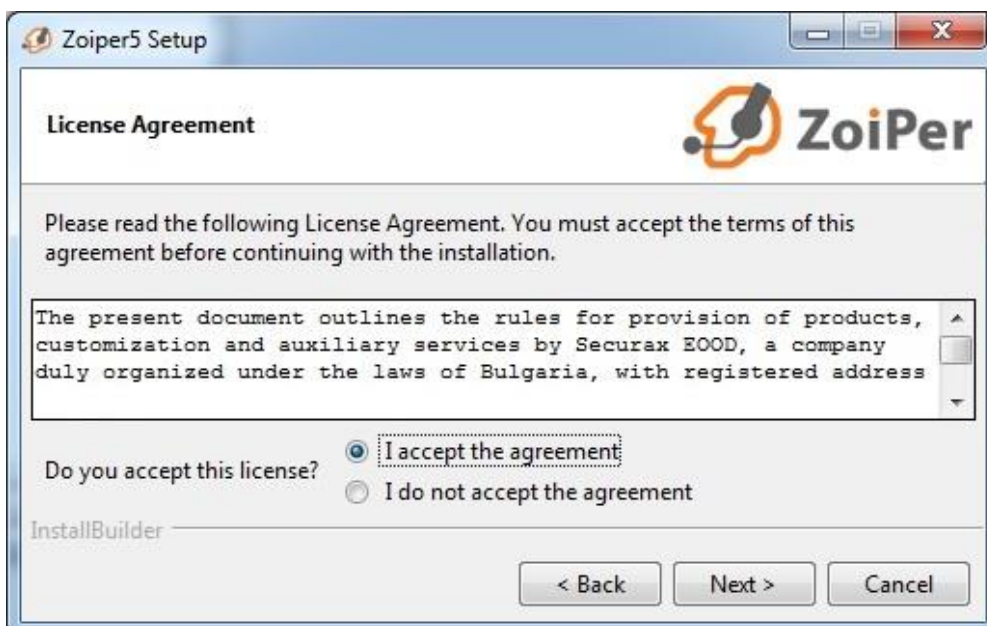 Zoiper5 Setup
License Agreement
ZoiPer
Please read the following License Agreement. You must accept the terms of this
agreement before continuing with the installation.
The present document outlines the rules for provision of products,
customization and auxiliary services by Securax EOOD, a company
duly organized under the laws of Bulgaria, with registered address
Do you accept this license?
I accept the agreement
I do not accept the agreement
InstallBuilder
< Back
Next >
Cancel